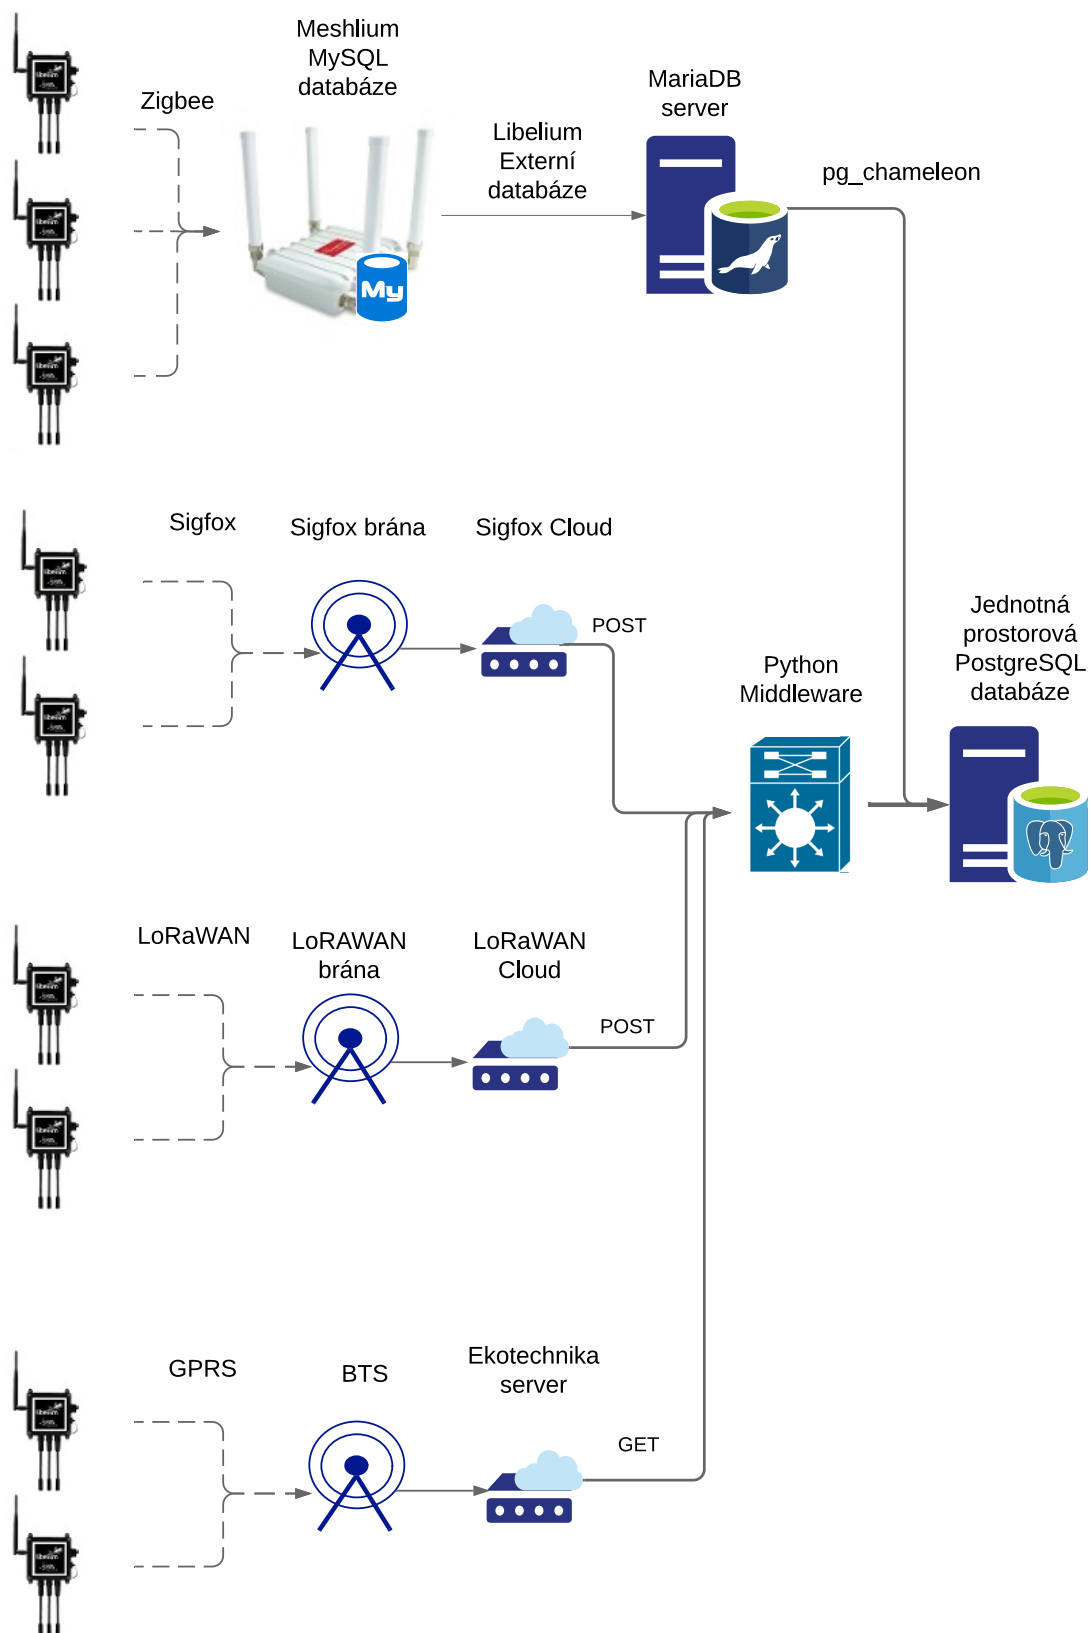 Meshlium
MySQL
databáze
Zigbee
Libelium
Externí
databáze
MariaDB
server
pg_chameleon
My
Sigfox
Sigfox brána
Sigfox Cloud
POST
Python
Middleware
Jednotná
prostorová
PostgreSQL
databáze
LoRaWAN
LoRAWAN
brána
LoRaWAN
Cloud
POST
GPRS
BTS
Ekotechnika
server
GET